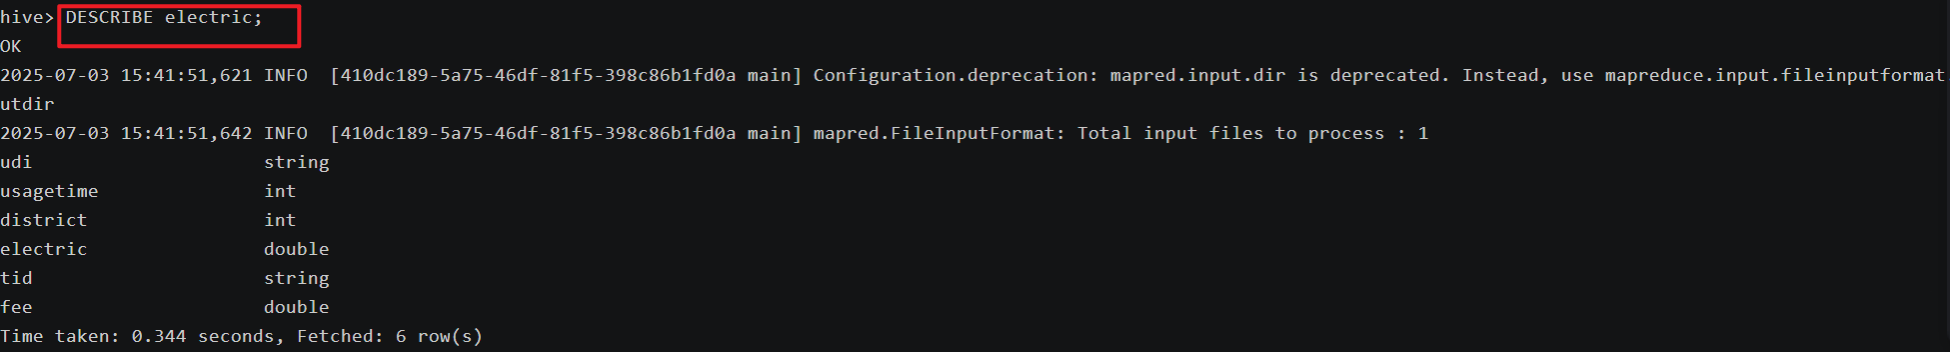 hive> DESCRIBE electric;
OK
2025-07-03 15:41:51,621 INFO  [410dc189-5a75-46df-81f5-398c86b1fd0a main] Configuration.deprecation: mapred.input.dir is deprecated. Instead, use mapreduce.input.fileinputformat.
utdir
2025-07-03 15:41:51,642 INFO  [410dc189-5a75-46df-81f5-398c86b1fd0a main] mapred.FileInputFormat: Total input files to process : 1
udi                     string
usagetime               int
district                int
electric                double
tid                     string
fee                     double
Time taken: 0.344 seconds, Fetched: 6 row(s)